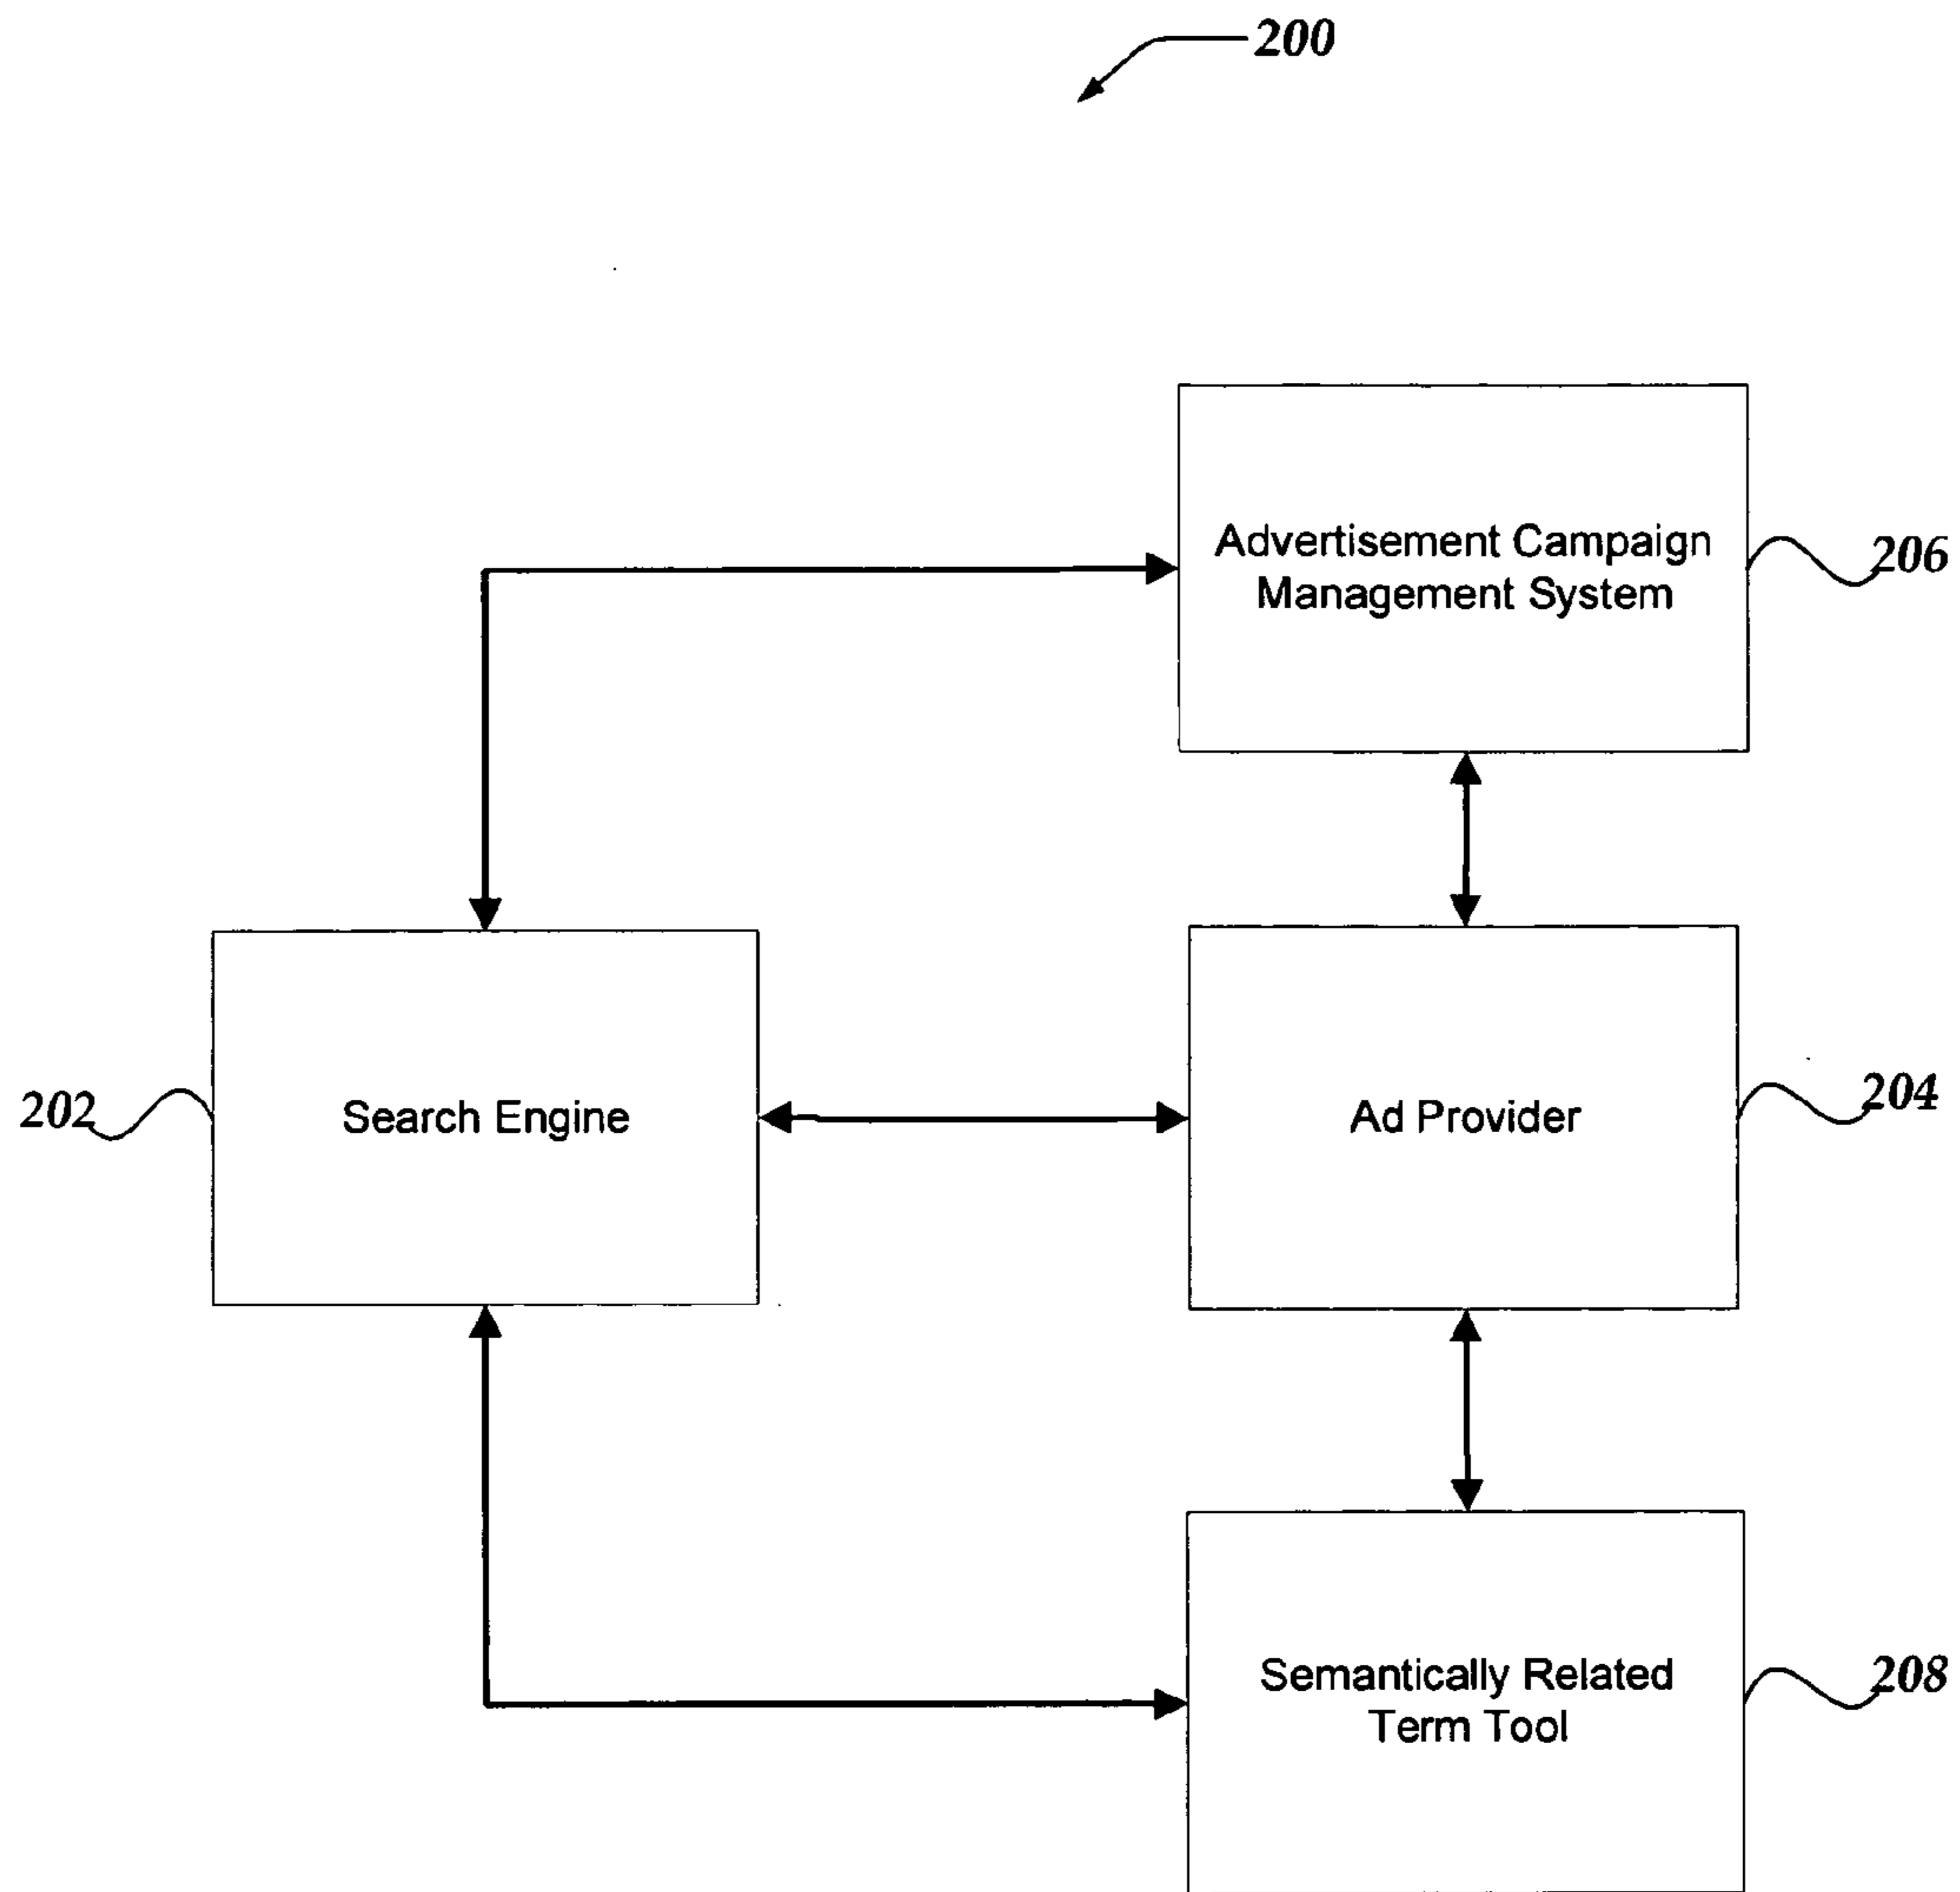 200
Advertisement Campaign
Management System
206
202
Search Engine
Ad Provider
204
Semantically Related
Term Tool
208